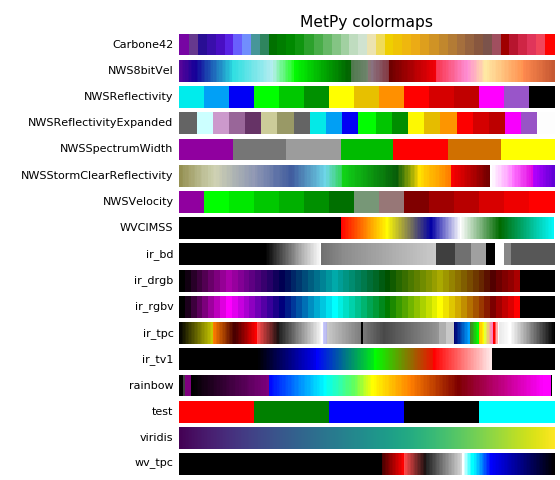 MetPy colormaps
Carbone42
NWS8bitVel
NWSReflectivity
NWSReflectivityExpanded
NWSSpectrumWidth
NWSStormClearReflectivity
NWSVelocity
WVCIMSS
ir_bd
ir_drgb
ir_rgbv
ir_tpc
ir_tv1
rainbow
test
viridis
wv_tpc